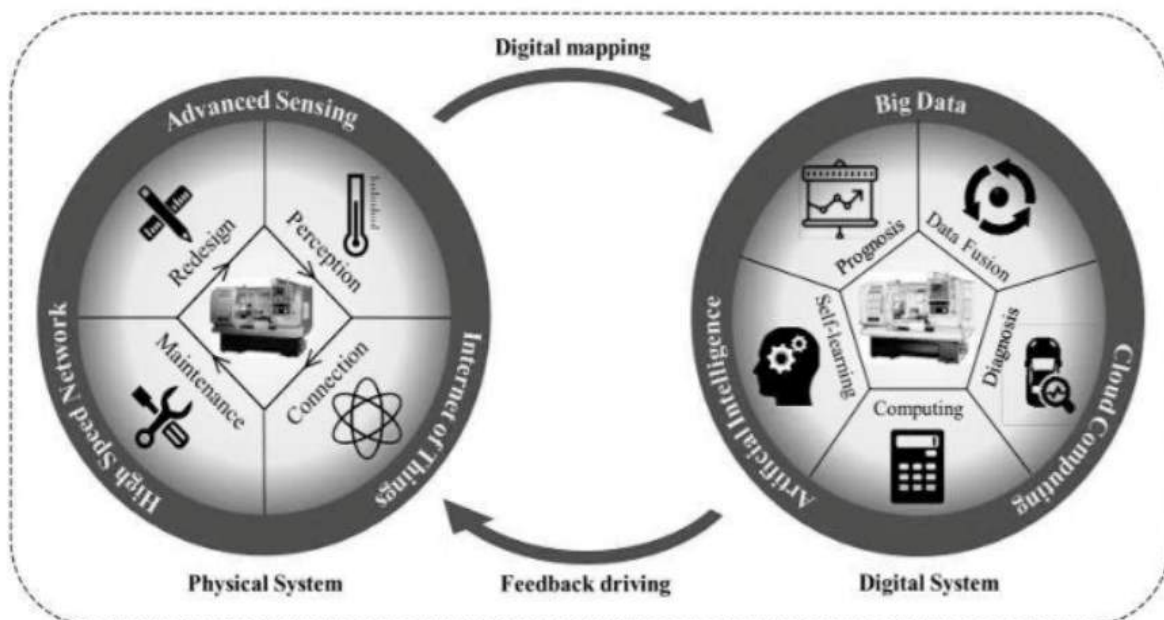 Digital mapping
Advanced Sensing
Redesign
Perception
Maintenance
Connection
High Speed Network
Internet of Things
Physical System
Big Data
Prognosis
Data Fusion
Self-learning
Diagnosis
Computing
Artificial Intelligence
Cloud Computing
Digital System
Feedback driving